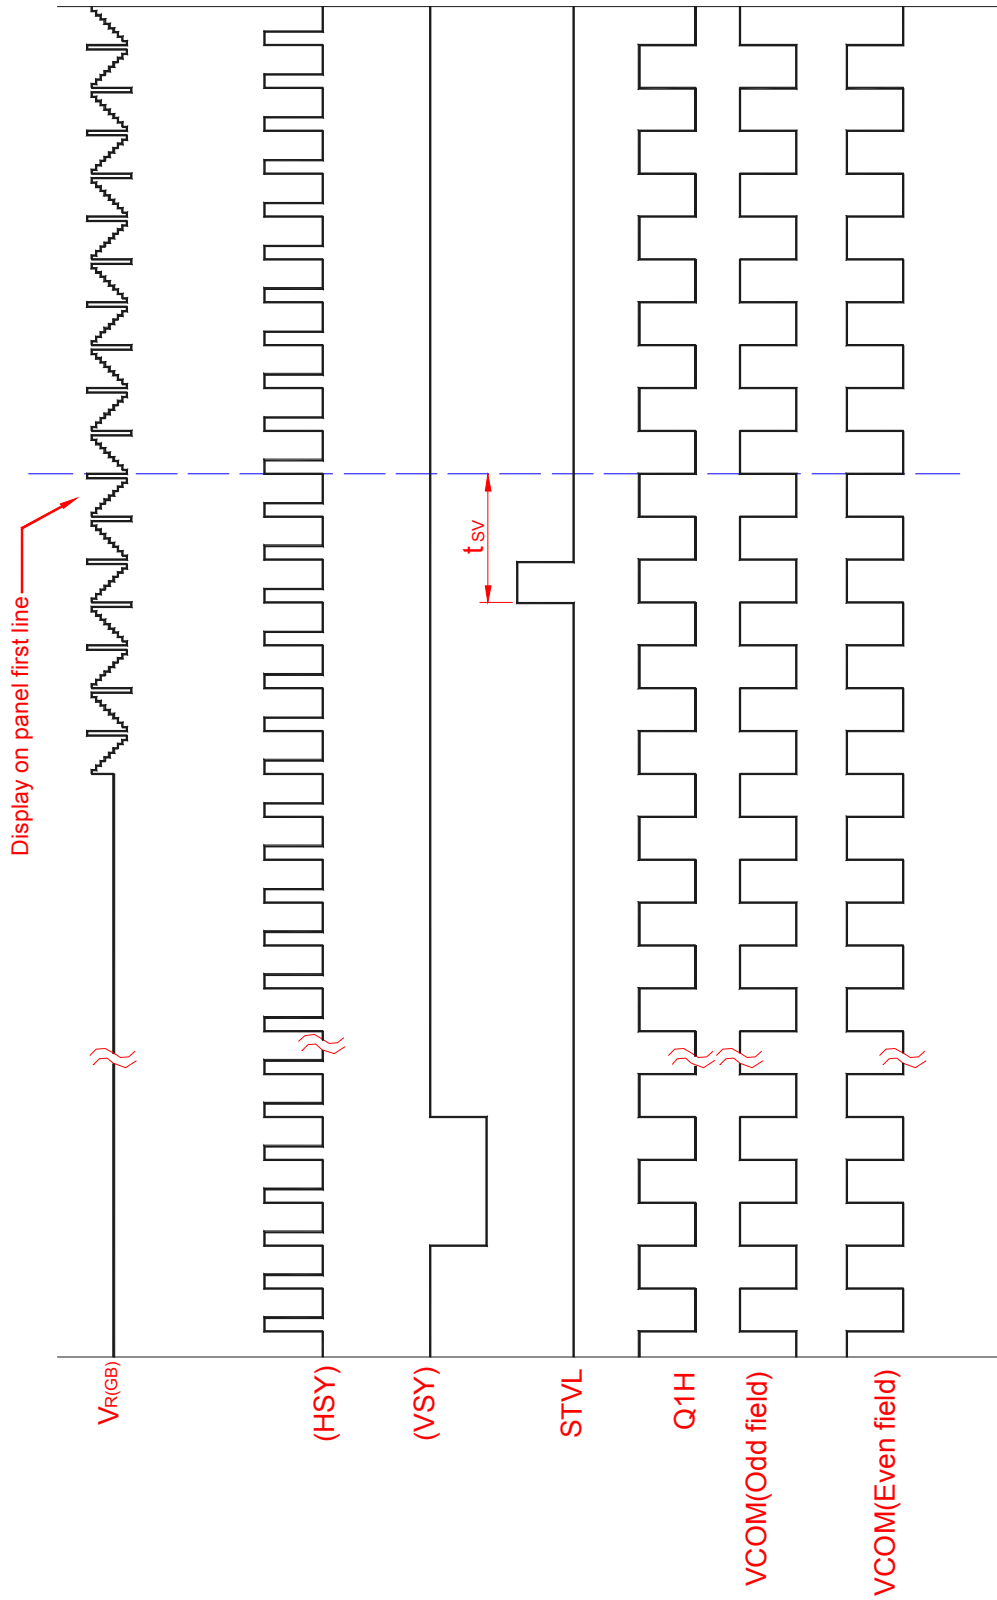 Display on panel first line
VR(GB)
(HSY)
(VSY)
tSV
STVL
Q1H
VCOM(Odd field)
VCOM(Even field)